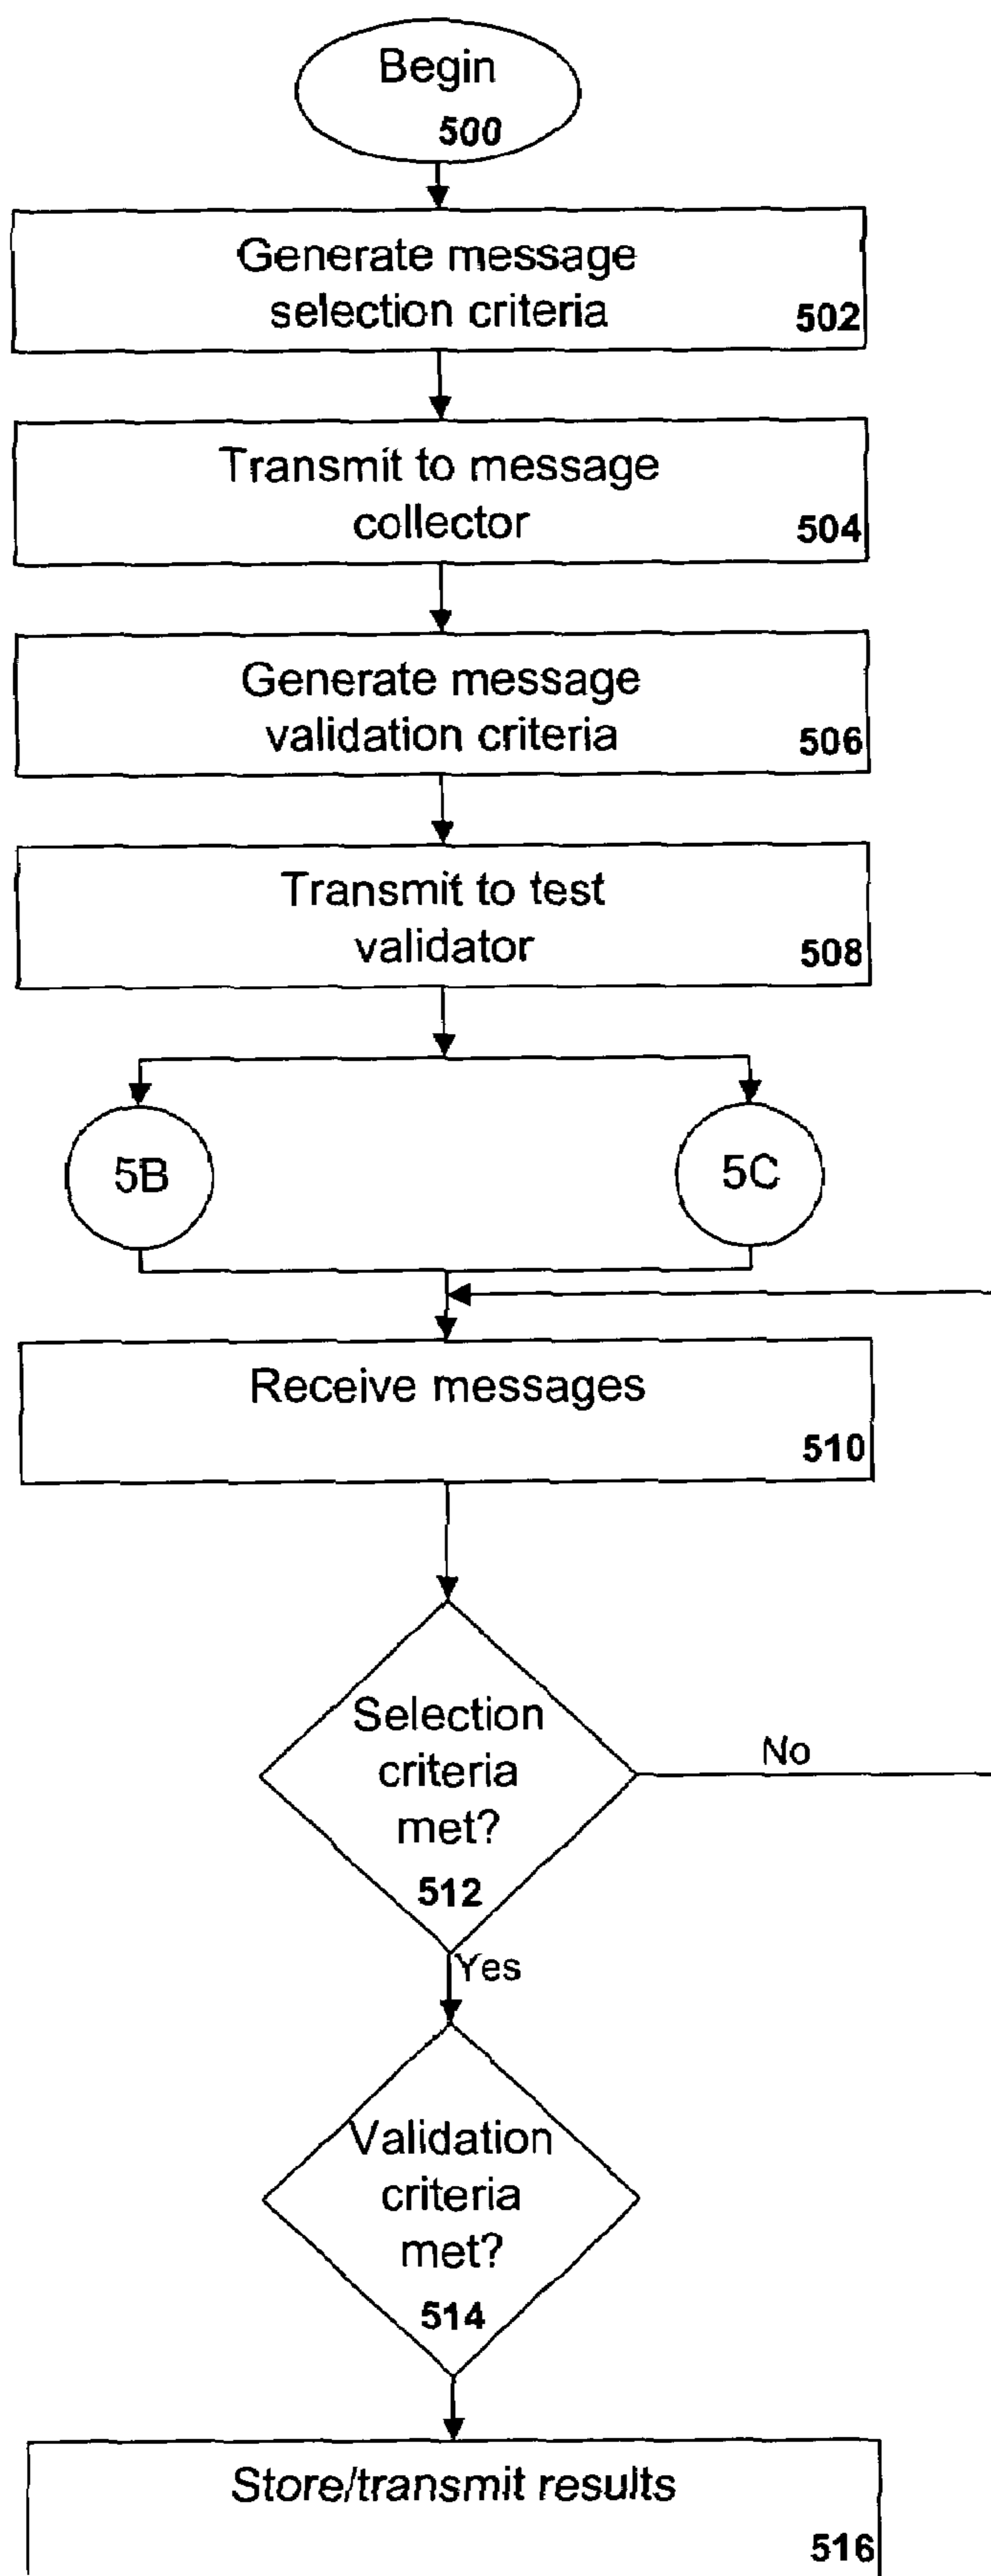 Begin
500
Generate message
selection criteria
502
Transmit to message
collector
504
Generate message
validation criteria
506
Transmit to test
validator
508
5B
5C
Receive messages
510
Selection
criteria
met?
512
No
Yes
Validation
criteria
met?
514
Store/transmit results
516